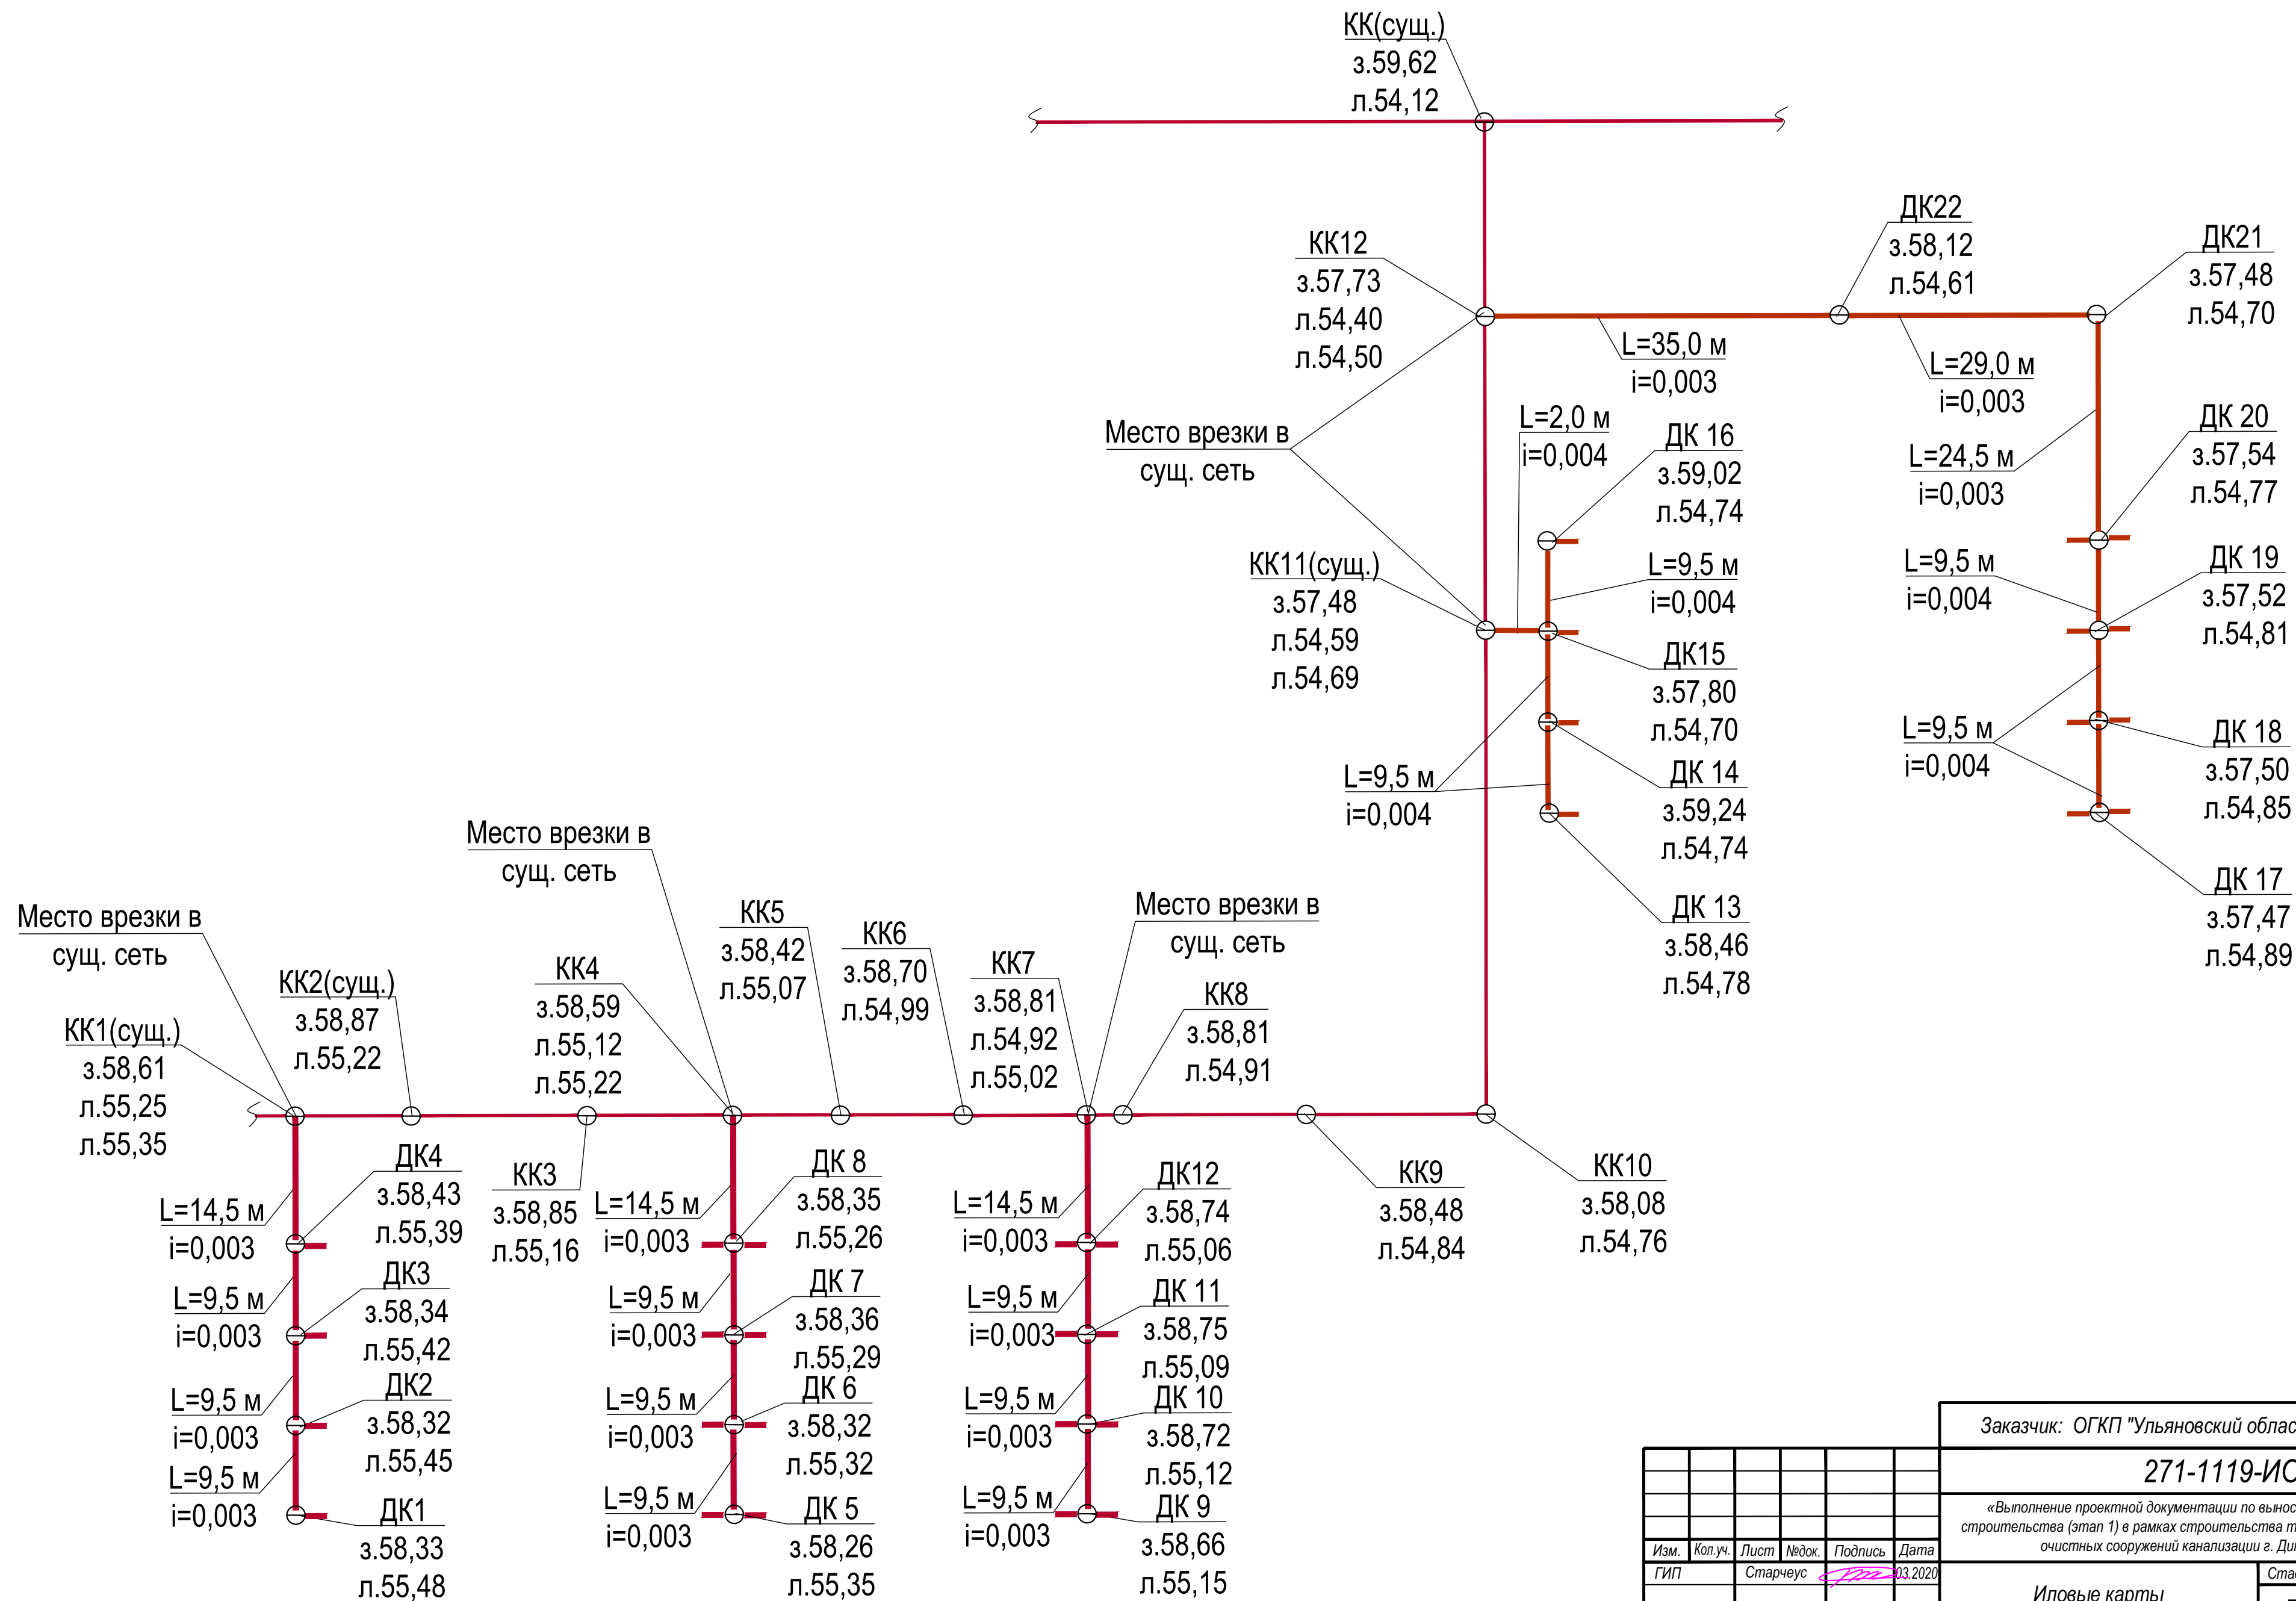 КК(сущ.)
з.59,62
л.54,12
КК12
з.57,73
л.54,40
л.54,50
ДК22
з.58,12
л.54,61
ДК21
з.57,48
л.54,70
L=35,0 м
i=0,003
L=29,0 м
i=0,003
Место врезки в
сущ. сеть
L=2,0 м
i=0,004
ДК 16
з.59,02
л.54,74
L=24,5 м
i=0,003
ДК 20
з.57,54
л.54,77
КК11(сущ.)
з.57,48
л.54,59
л.54,69
L=9,5 м
i=0,004
L=9,5 м
i=0,004
ДК 19
з.57,52
л.54,81
ДК15
з.57,80
л.54,70
L=9,5 м
i=0,004
ДК 14
з.59,24
л.54,74
L=9,5 м
i=0,004
ДК 18
з.57,50
л.54,85
ДК 13
з.58,46
л.54,78
ДК 17
з.57,47
л.54,89
Место врезки в
сущ. сеть
Место врезки в
сущ. сеть
Место врезки в
сущ. сеть
КК1(сущ.)
з.58,61
л.55,25
л.55,35
КК2(сущ.)
з.58,87
л.55,22
КК4
з.58,59
л.55,12
л.55,22
КК5
з.58,42
л.55,07
КК6
з.58,70
л.54,99
КК7
з.58,81
л.54,92
л.55,02
КК8
з.58,81
л.54,91
КК3
з.58,85
л.55,16
КК9
з.58,48
л.54,84
КК10
з.58,08
л.54,76
L=14,5 м
i=0,003
ДК4
з.58,43
л.55,39
L=9,5 м
i=0,003
ДК3
з.58,34
л.55,42
L=9,5 м
i=0,003
ДК2
з.58,32
л.55,45
L=9,5 м
i=0,003
ДК1
з.58,33
л.55,48
L=14,5 м
i=0,003
ДК 8
з.58,35
л.55,26
L=9,5 м
i=0,003
ДК 7
з.58,36
л.55,29
L=9,5 м
i=0,003
ДК 6
з.58,32
л.55,32
L=9,5 м
i=0,003
ДК 5
з.58,26
л.55,35
L=14,5 м
i=0,003
ДК12
з.58,74
л.55,06
L=9,5 м
i=0,003
ДК 11
з.58,75
л.55,09
L=9,5 м
i=0,003
ДК 10
з.58,72
л.55,12
L=9,5 м
i=0,003
ДК 9
з.58,66
л.55,15
Заказчик: ОГКП "Ульяновский облас
271-1119-ИО
«Выполнение проектной документации по вынос
строительства (этап 1) в рамках строительства т
очистных сооружений канализации г. Ди
Изм. Кол.уч. Лист №док. Подпись Дата
ГИП Старчеус 03.2020
Иловые карты
Ста